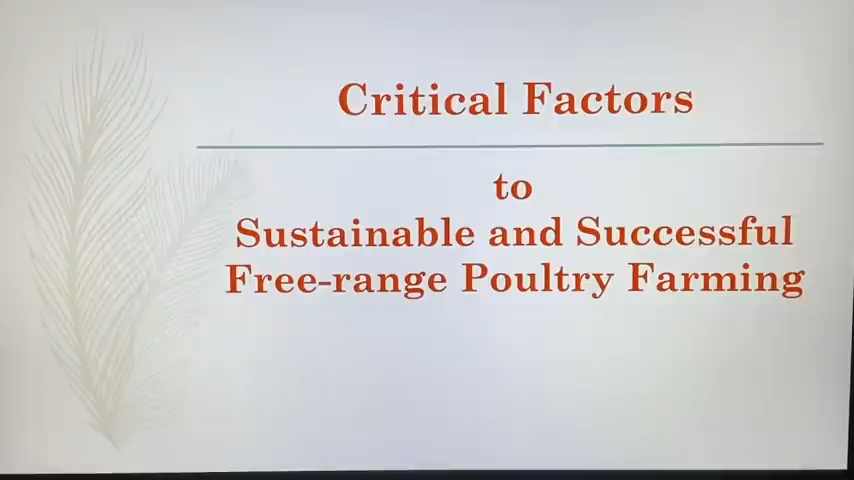 Critical Factors
to
Sustainable and Successful
Free-range Poultry Farming